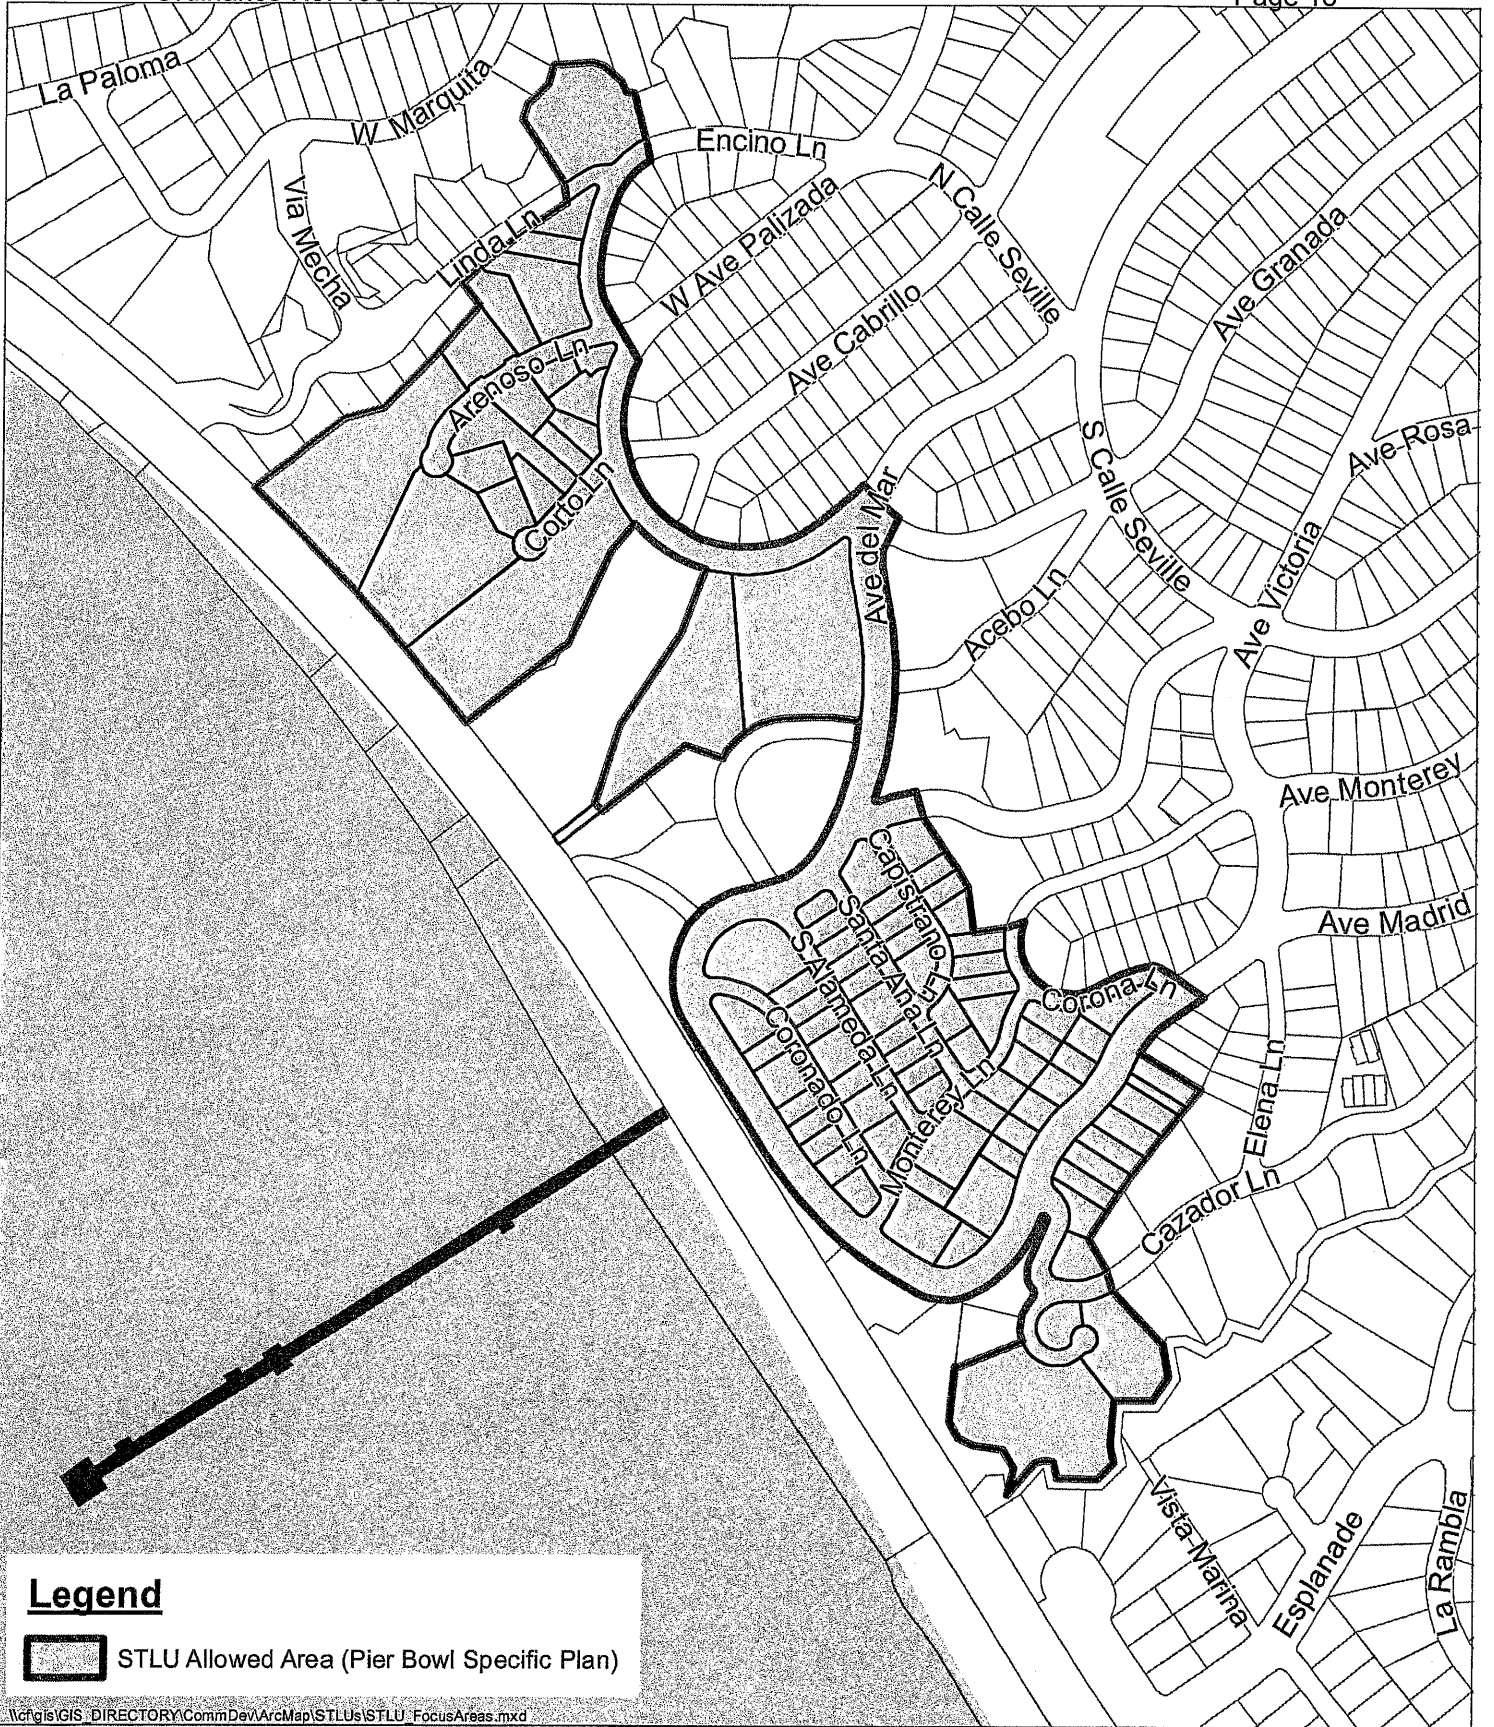 La Paloma
W Marquita
Encino Ln
Via Mecha
Linda Ln
W Ave Palizada
N Calle Seville
Ave Granada
Ave Cabrillo
Arenoso Ln
Corto Ln
Ave del Mar
S Calle Seville
Ave Rosa
Ave Victoria
Acebo Ln
Ave Monterey
Capistrano Ln
Santa Ana Ln
S Alameda Ln
Ave Madrid
Corona Ln
Coronado Ln
Monterey Ln
Elena Ln
Cazador Ln
Vista Marina
Esplanade
La Rambla
Legend
STLU Allowed Area (Pier Bowl Specific Plan)
\\cf\gis\GIS_DIRECTORY\CommDev\ArcMap\STLUs\STLU_FocusAreas.mxd